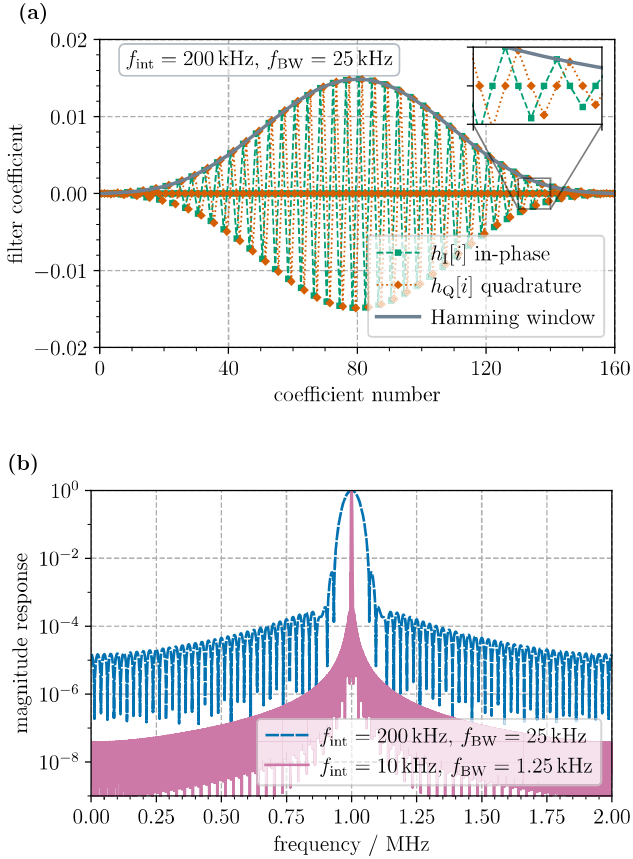 (a)
0.02
0.01
0.00
−0.01
−0.02
filter coefficient
f_int = 200 kHz, f_BW = 25 kHz
h_I[i] in-phase
h_Q[i] quadrature
Hamming window
0
40
80
120
160
coefficient number
(b)
10^0
10^−2
10^−4
10^−6
10^−8
magnitude response
f_int = 200 kHz, f_BW = 25 kHz
f_int = 10 kHz, f_BW = 1.25 kHz
0.00
0.25
0.50
0.75
1.00
1.25
1.50
1.75
2.00
frequency / MHz